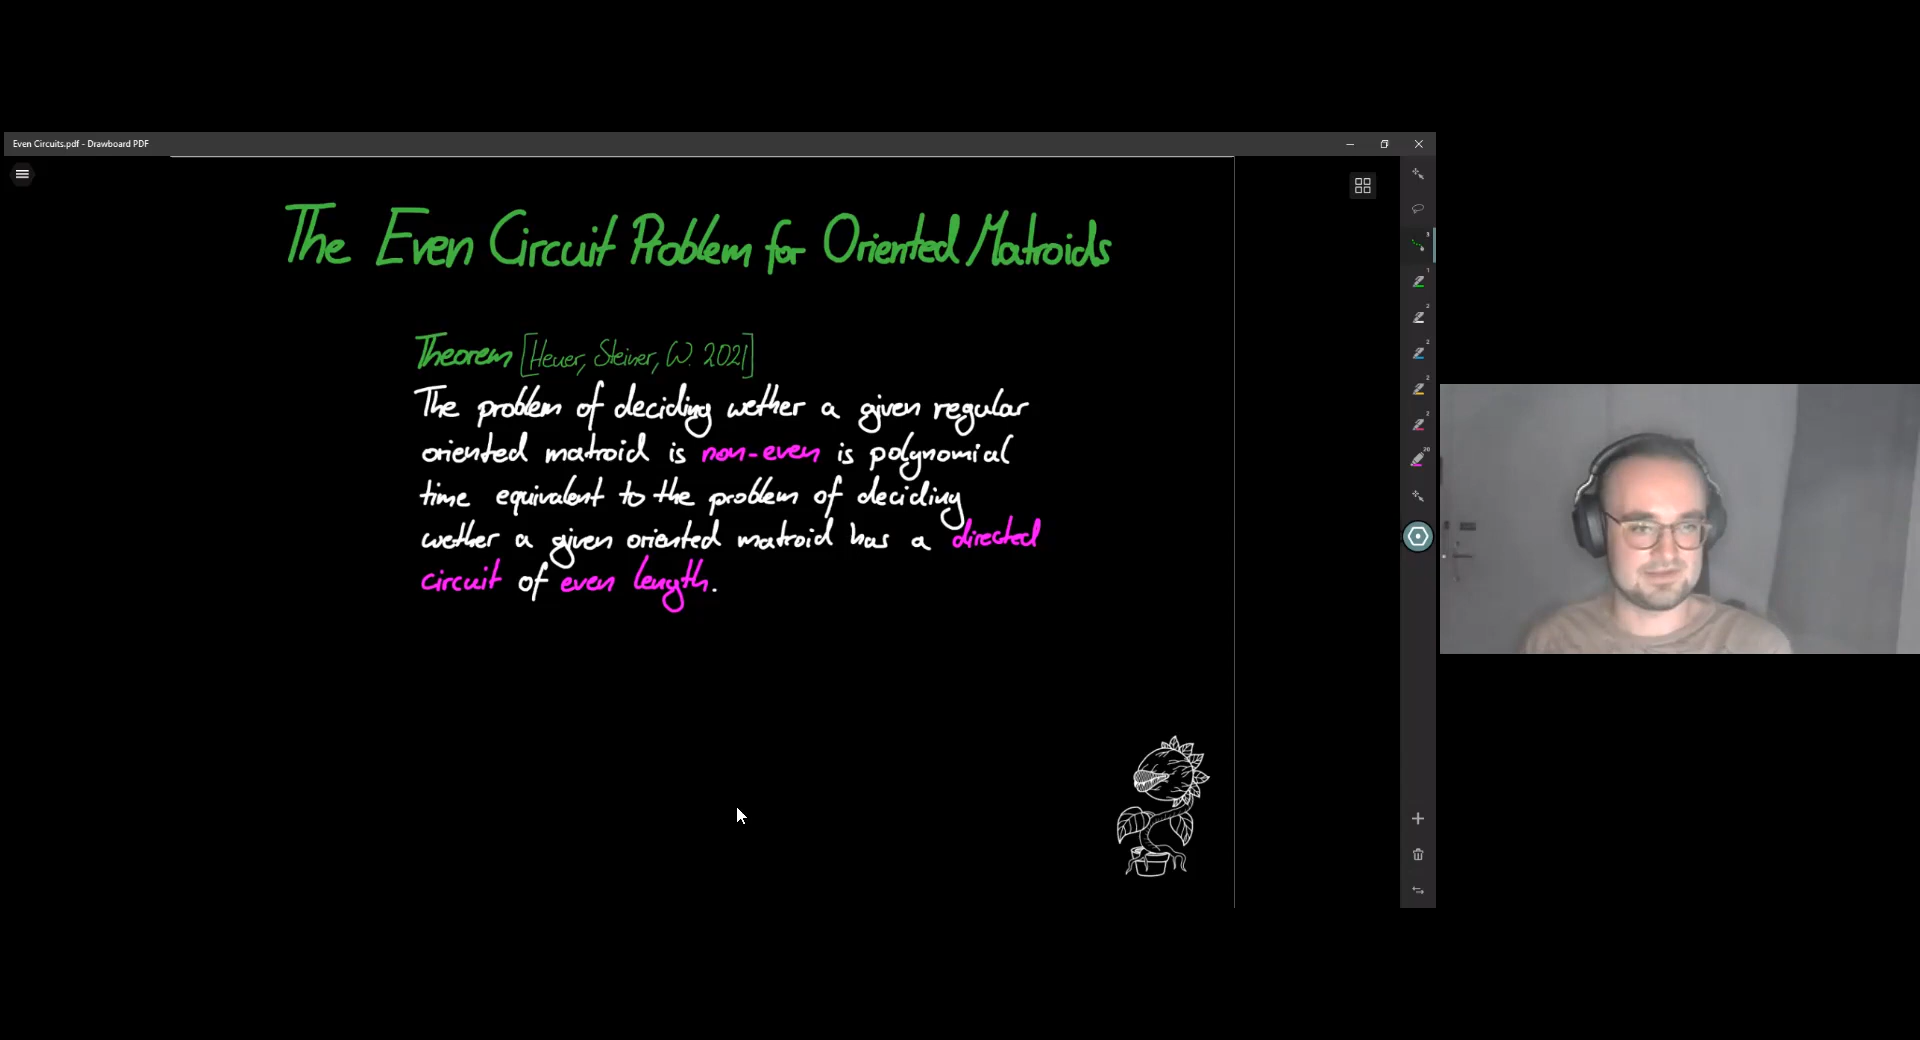 Even Circuits.pdf - Drawboard PDF
The Even Circuit Problem for Oriented Matroids
Theorem [Heuer, Steiner, W. 2021]
The problem of deciding wether a given regular
oriented matroid is non-even is polynomial
time equivalent to the problem of deciding
wether a given oriented matroid has a directed
circuit of even length.